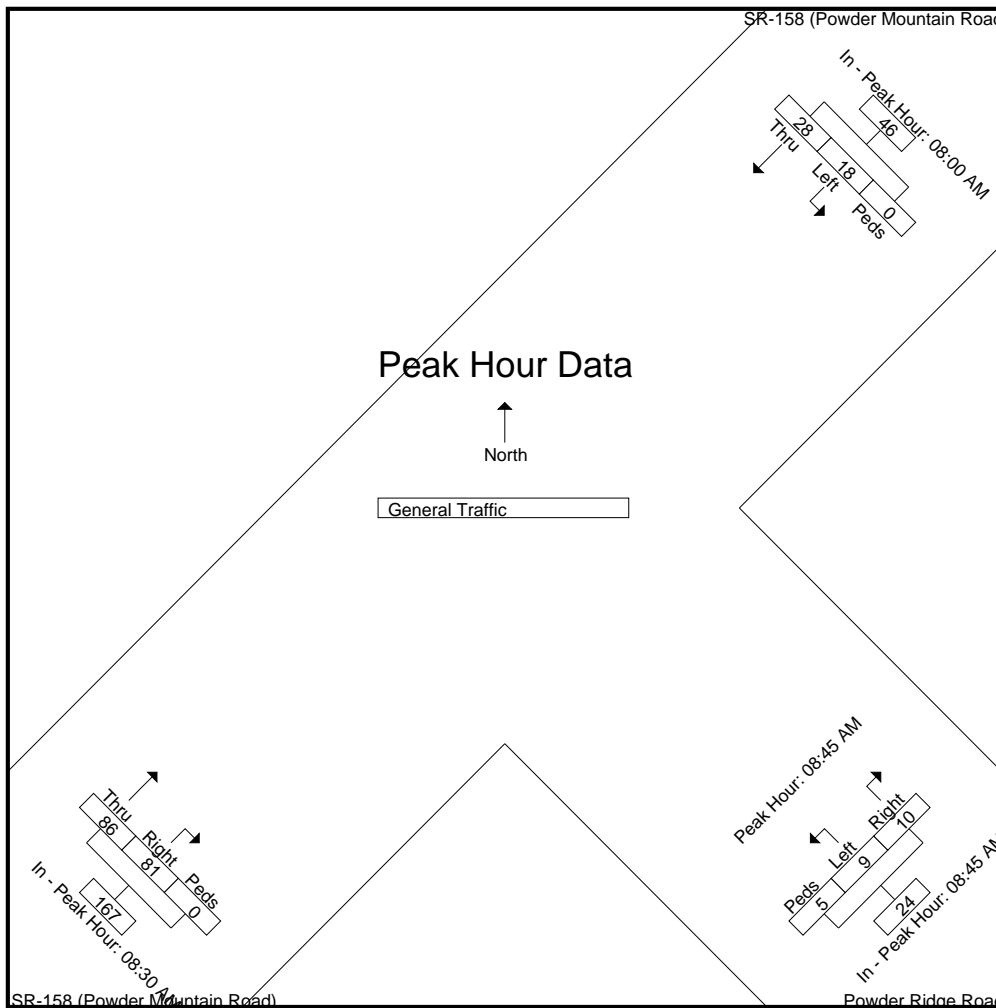 SR-158 (Powder Mountain Road
In - Peak Hour: 08:00 AM
46
28
18
0
Thru
Left
Peds
Peak Hour Data
North
General Traffic
Peak Hour: 08:45 AM
Thru
Right
Peds
86
81
0
167
In - Peak Hour: 08:30 AM
Right
Left
Peds
10
9
5
24
In - Peak Hour: 08:45 AM
SR-158 (Powder Mountain Road)
Powder Ridge Road